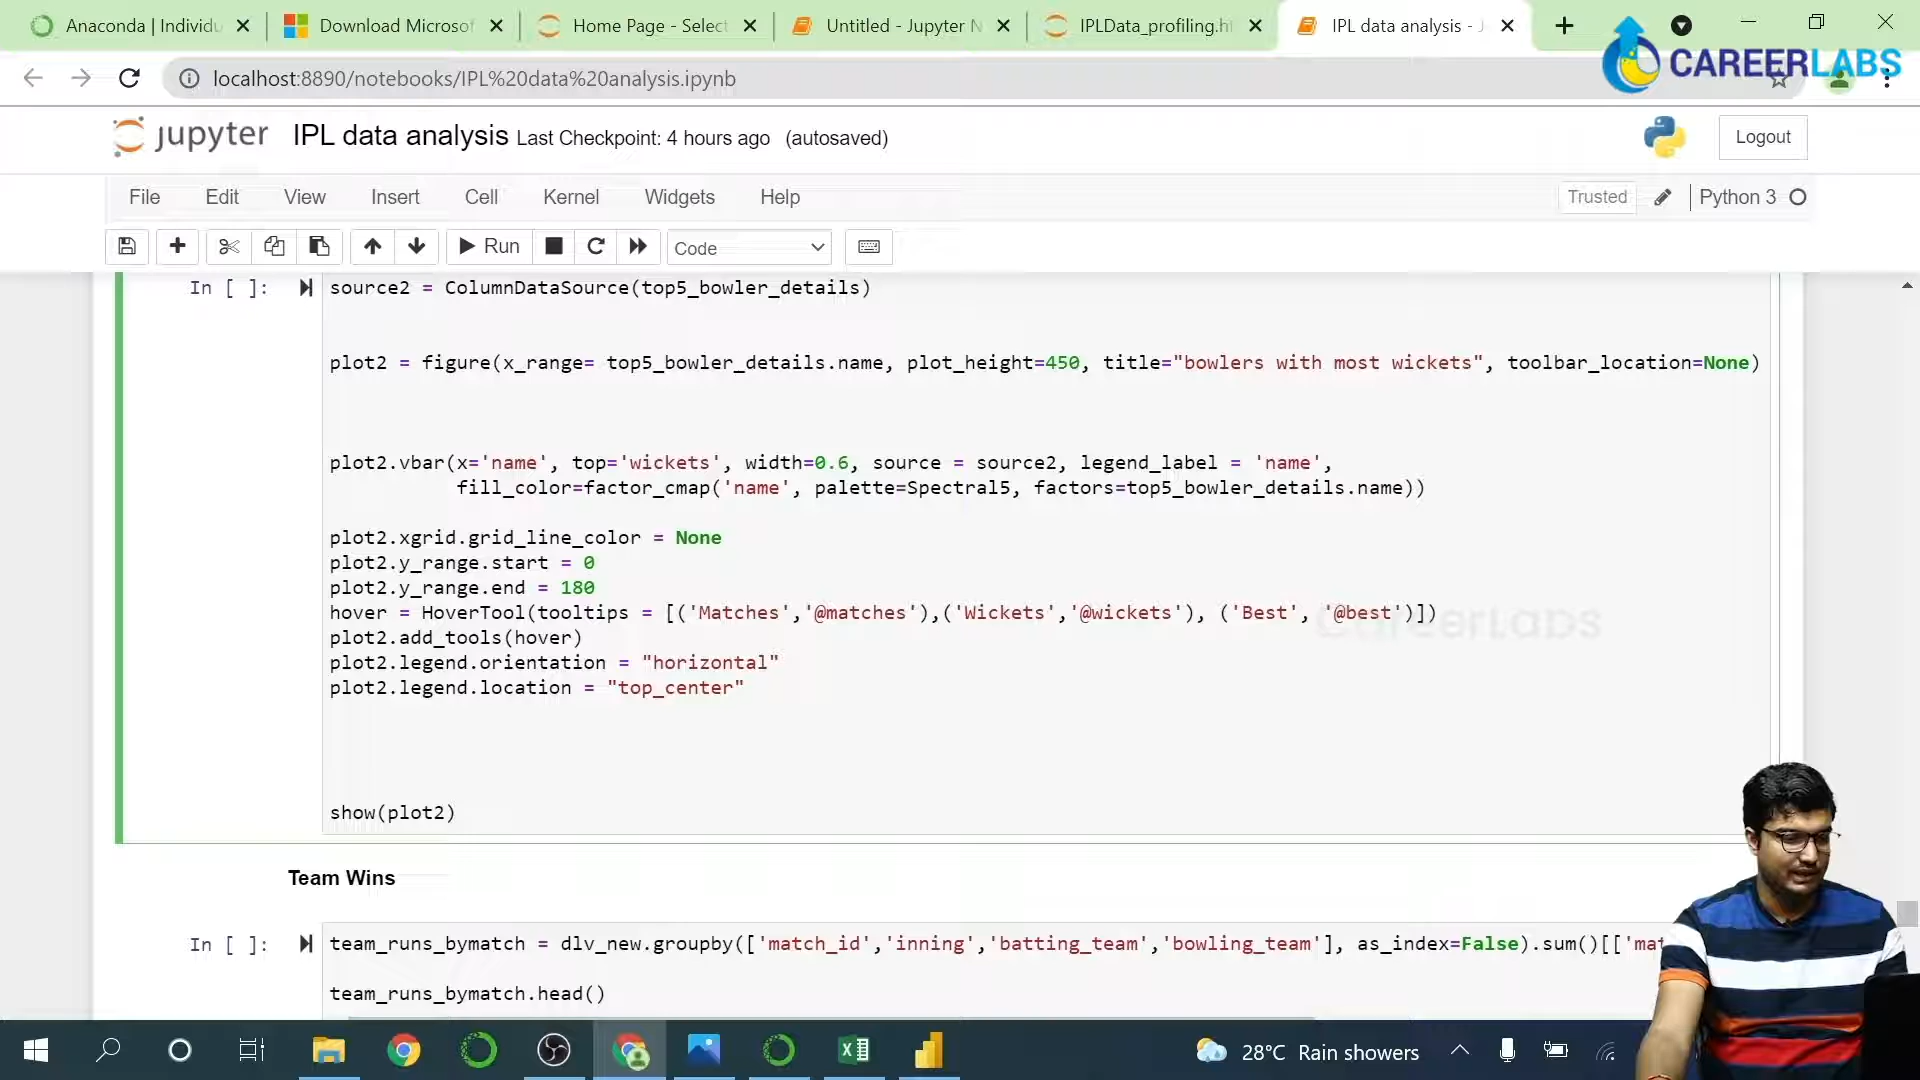 Anaconda | Individu
Download Microsof
Home Page - Select
Untitled - Jupyter N
IPLData_profiling.ht
IPL data analysis - J
CAREERLABS
localhost:8890/notebooks/IPL%20data%20analysis.ipynb
jupyter IPL data analysis Last Checkpoint: 4 hours ago (autosaved)
Logout
File Edit View Insert Cell Kernel Widgets Help
Trusted Python 3
Run Code
In [ ]: source2 = ColumnDataSource(top5_bowler_details)
plot2 = figure(x_range= top5_bowler_details.name, plot_height=450, title="bowlers with most wickets", toolbar_location=None)
plot2.vbar(x='name', top='wickets', width=0.6, source = source2, legend_label = 'name',
fill_color=factor_cmap('name', palette=Spectral5, factors=top5_bowler_details.name))
plot2.xgrid.grid_line_color = None
plot2.y_range.start = 0
plot2.y_range.end = 180
hover = HoverTool(tooltips = [('Matches','@matches'),('Wickets','@wickets'), ('Best', '@best')])
CareerLabs
plot2.add_tools(hover)
plot2.legend.orientation = "horizontal"
plot2.legend.location = "top_center"
show(plot2)
Team Wins
In [ ]: team_runs_bymatch = dlv_new.groupby(['match_id','inning','batting_team','bowling_team'], as_index=False).sum()[['mat
team_runs_bymatch.head()
28°C Rain showers